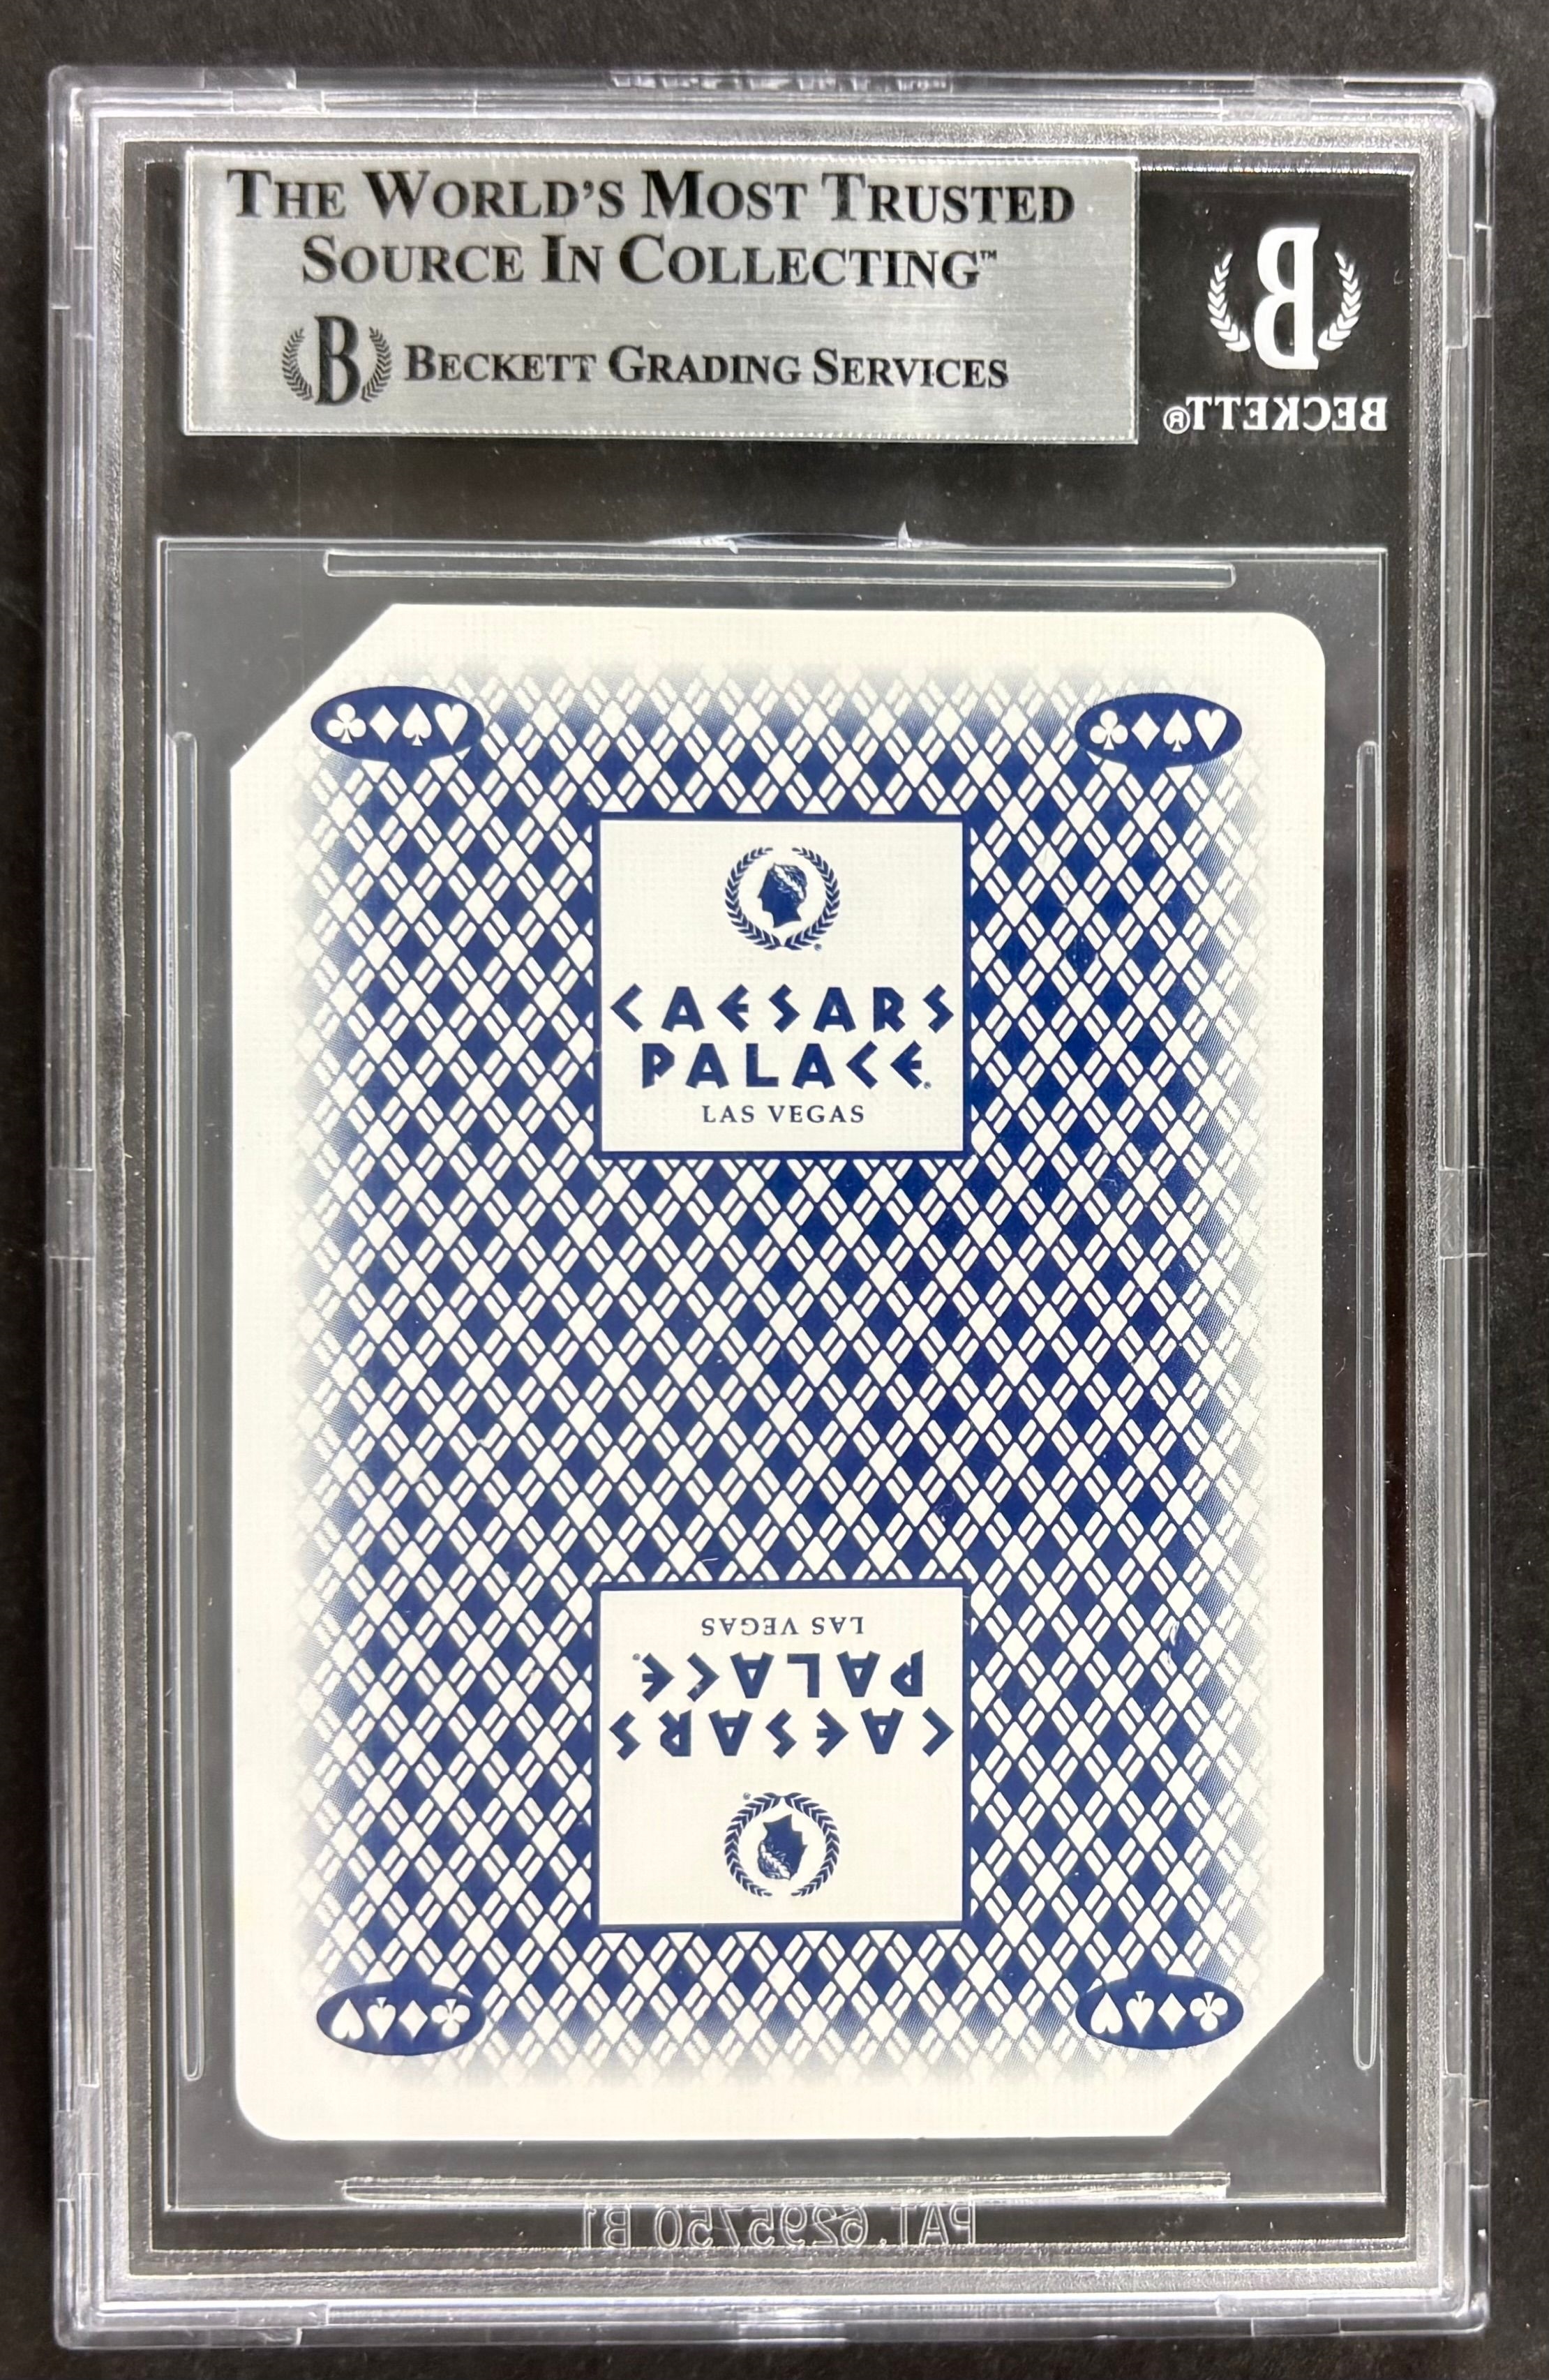 THE WORLD'S MOST TRUSTED
SOURCE IN COLLECTING™
B BECKETT GRADING SERVICES
B
BECKETT®
CAESARS
PALACE®
LAS VEGAS
LAS VEGAS
PALACE®
CAESARS
PAT. 6295750 B1